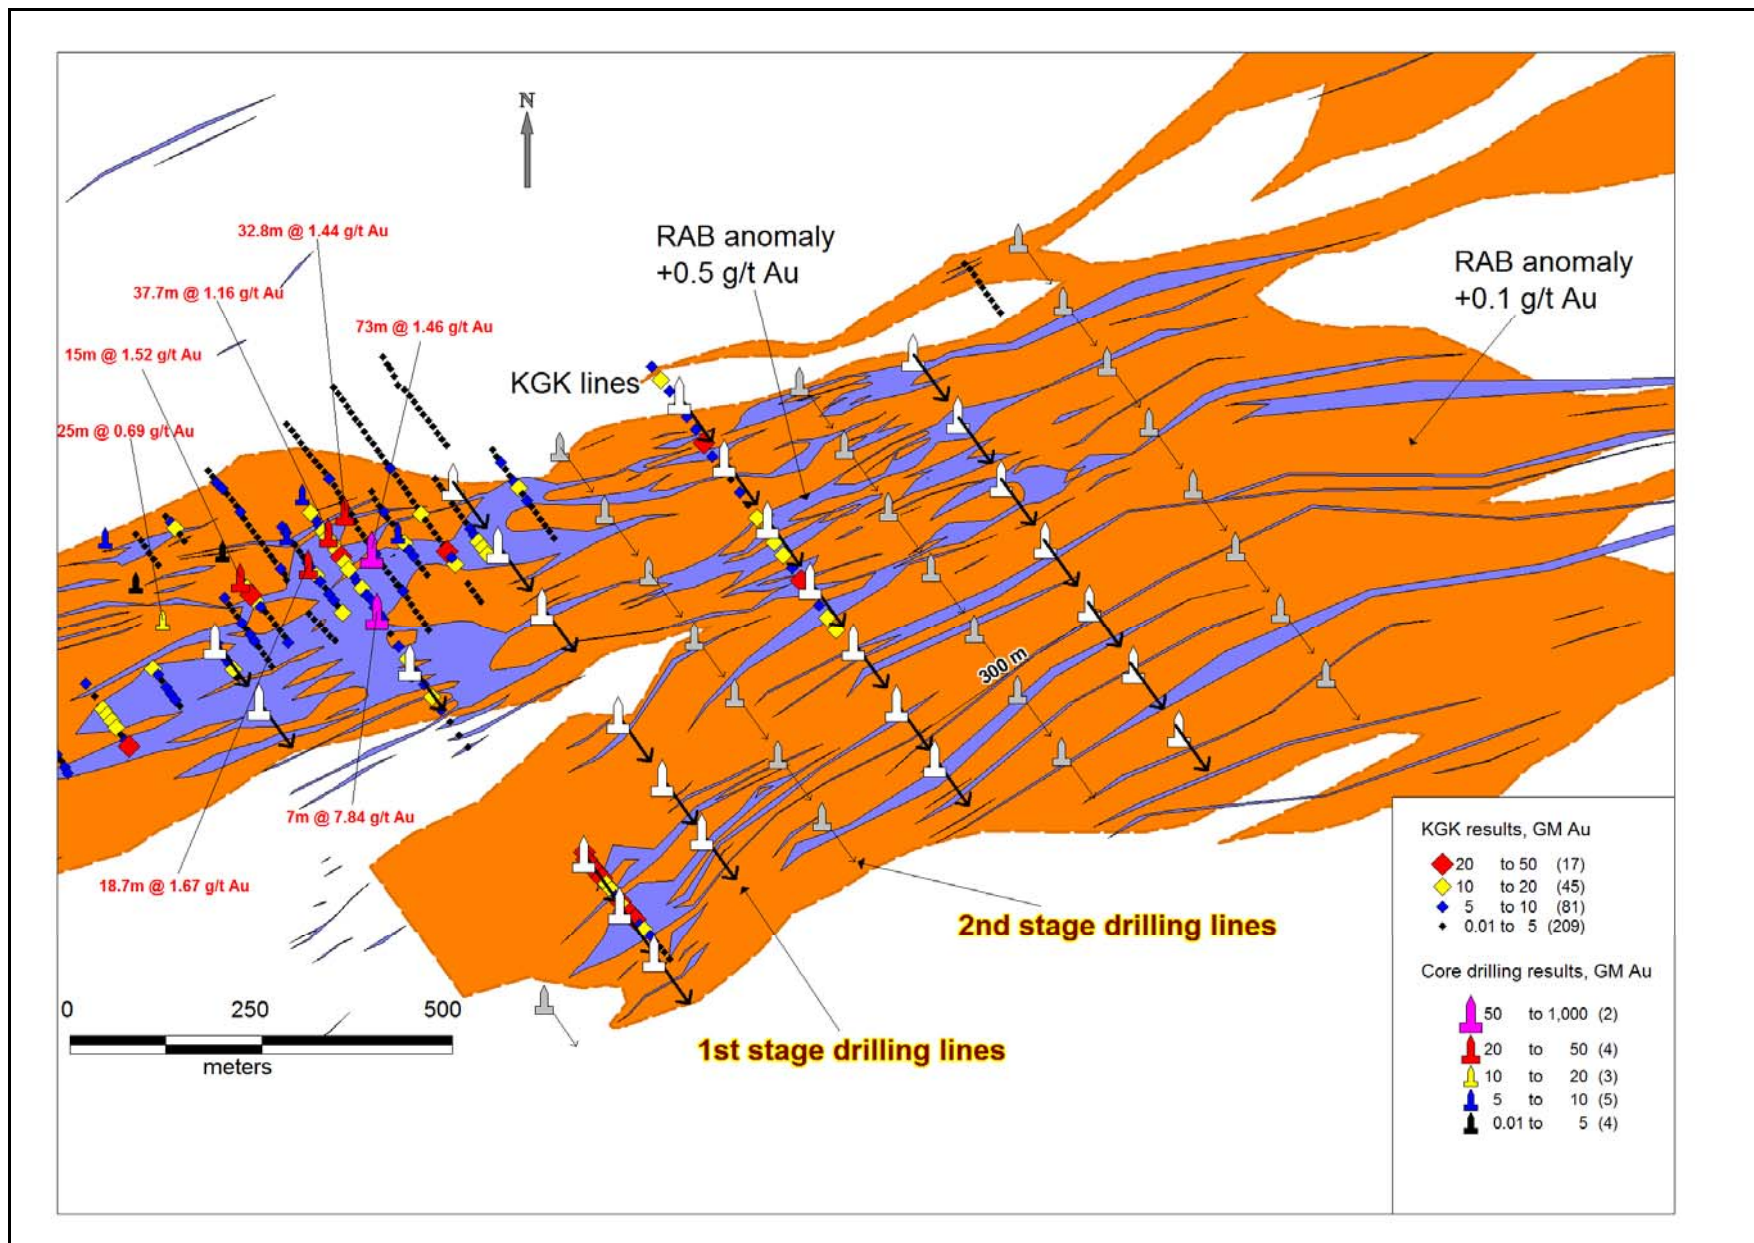 N
32.8m @ 1.44 g/t Au
37.7m @ 1.16 g/t Au
73m @ 1.46 g/t Au
15m @ 1.52 g/t Au
25m @ 0.69 g/t Au
RAB anomaly
+0.5 g/t Au
RAB anomaly
+0.1 g/t Au
KGK lines
300 m
7m @ 7.84 g/t Au
18.7m @ 1.67 g/t Au
2nd stage drilling lines
1st stage drilling lines
0 250 500
meters
KGK results, GM Au
20 to 50 (17)
10 to 20 (45)
5 to 10 (81)
0.01 to 5 (209)
Core drilling results, GM Au
50 to 1,000 (2)
20 to 50 (4)
10 to 20 (3)
5 to 10 (5)
0.01 to 5 (4)